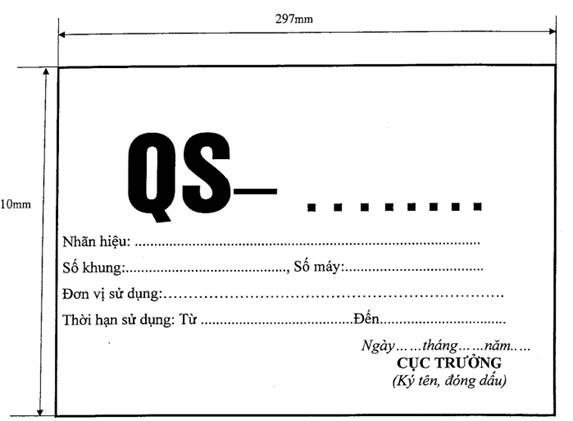 297mm
10mm
QS– ........
Nhãn hiệu: ................................................................................
Số khung:......................................, Số máy:................................
Đơn vị sử dụng:................................................................................
Thời hạn sử dụng: Từ ....................................Đến..............................
Ngày……tháng……năm..…
CỤC TRƯỞNG
(Ký tên, đóng dấu)